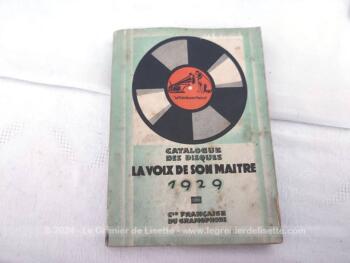 CATALOGUE
DES DISQUES
LA VOIX DE SON MAITRE
1929
CIE FRANÇAISE
DU GRAMOPHONE
© 2024 - Le Grenier de Lisette - www.legrenierdelisette.com